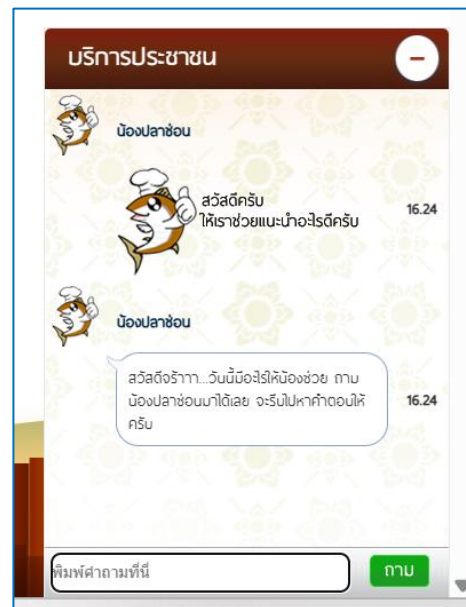 บริการประชาชน
น้องปลาช่อน
สวัสดีครับ
ให้เราช่วยแนะนำอะไรดีครับ
16.24
น้องปลาช่อน
สวัสดีจร้าาา...วันนี้มีอะไรให้น้องช่วย ถาม
น้องปลาช่อนมาได้เลย จะรีบไปหาคำตอบให้
ครับ
16.24
พิมพ์คำถามที่นี่
ถาม